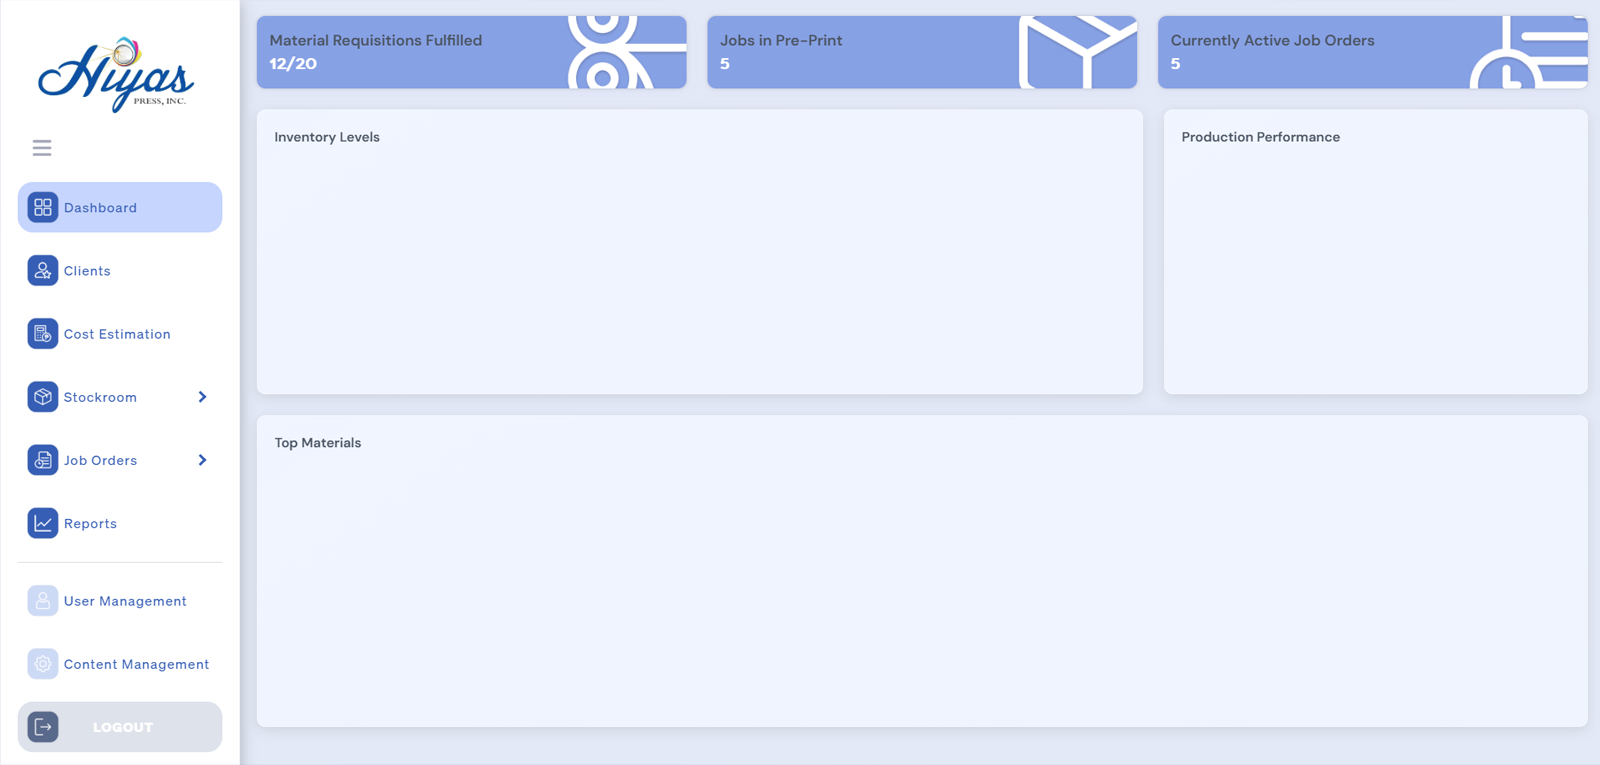 Hiyas
PRESS, INC.
Dashboard
Clients
Cost Estimation
Stockroom
Job Orders
Reports
User Management
Content Management
LOGOUT
Material Requisitions Fulfilled
12/20
Jobs in Pre-Print
5
Currently Active Job Orders
5
Inventory Levels
Production Performance
Top Materials